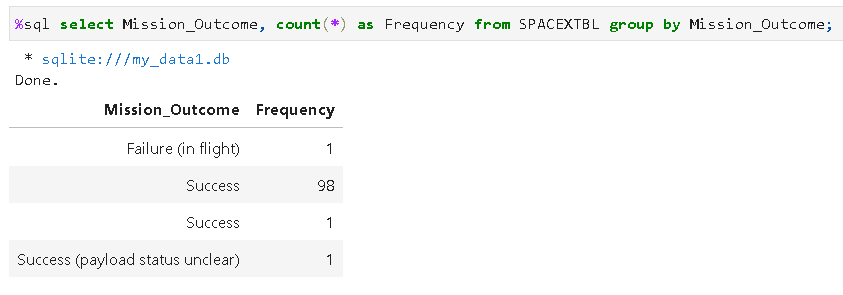 %sql select Mission_Outcome, count(*) as Frequency from SPACEXTBL group by Mission_Outcome;
* sqlite:///my_data1.db
Done.
Mission_Outcome Frequency
Failure (in flight) 1
Success 98
Success 1
Success (payload status unclear) 1